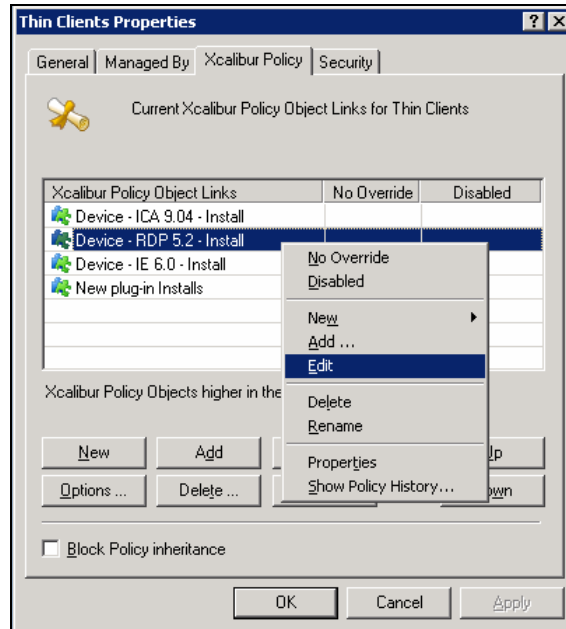 Thin Clients Properties
General Managed By Xcalibur Policy Security
Current Xcalibur Policy Object Links for Thin Clients
Xcalibur Policy Object Links No Override Disabled
Device - ICA 9.04 - Install
Device - RDP 5.2 - Install
Device - IE 6.0 - Install
New plug-in Installs
No Override
Disabled
New
Add ...
Edit
Delete
Rename
Properties
Show Policy History...
Xcalibur Policy Objects higher in the
New Add
Options ... Delete ...
Block Policy inheritance
OK Cancel Apply